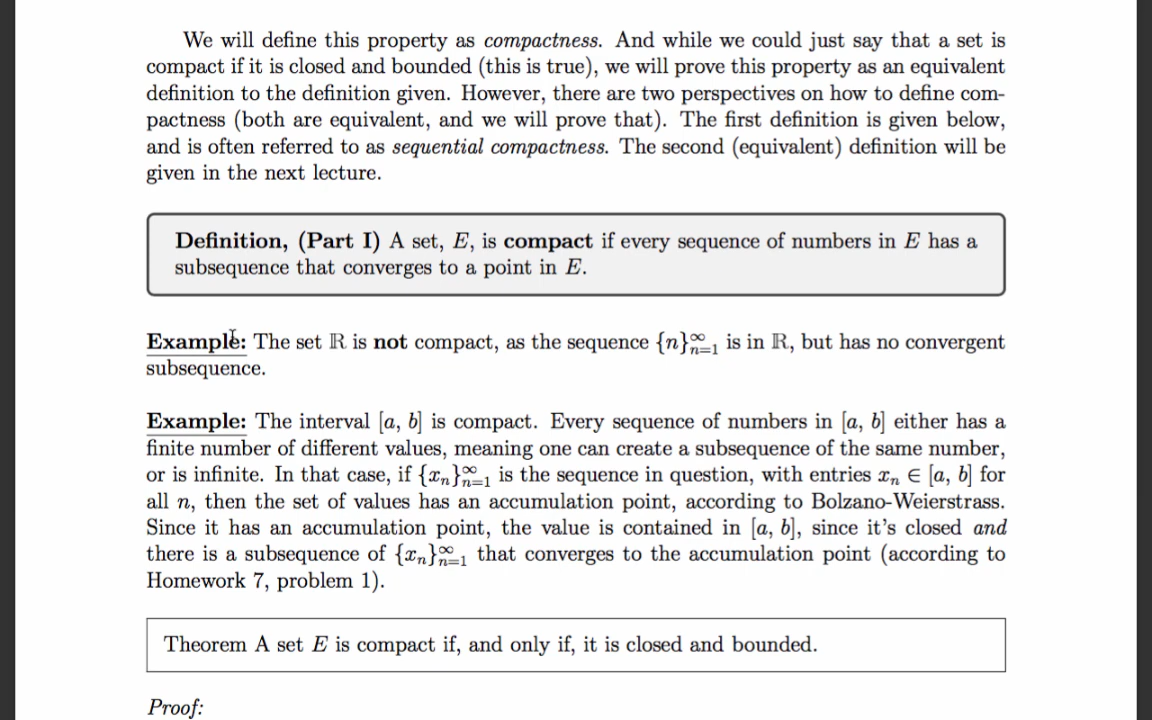 We will define this property as compactness. And while we could just say that a set is
compact if it is closed and bounded (this is true), we will prove this property as an equivalent
definition to the definition given. However, there are two perspectives on how to define com-
pactness (both are equivalent, and we will prove that). The first definition is given below,
and is often referred to as sequential compactness. The second (equivalent) definition will be
given in the next lecture.
Definition, (Part I) A set, E, is compact if every sequence of numbers in E has a
subsequence that converges to a point in E.
Example: The set ℝ is not compact, as the sequence {n}_{n=1}^∞ is in ℝ, but has no convergent
subsequence.
Example: The interval [a, b] is compact. Every sequence of numbers in [a, b] either has a
finite number of different values, meaning one can create a subsequence of the same number,
or is infinite. In that case, if {x_n}_{n=1}^∞ is the sequence in question, with entries x_n ∈ [a, b] for
all n, then the set of values has an accumulation point, according to Bolzano-Weierstrass.
Since it has an accumulation point, the value is contained in [a, b], since it's closed and
there is a subsequence of {x_n}_{n=1}^∞ that converges to the accumulation point (according to
Homework 7, problem 1).
Theorem A set E is compact if, and only if, it is closed and bounded.
Proof: